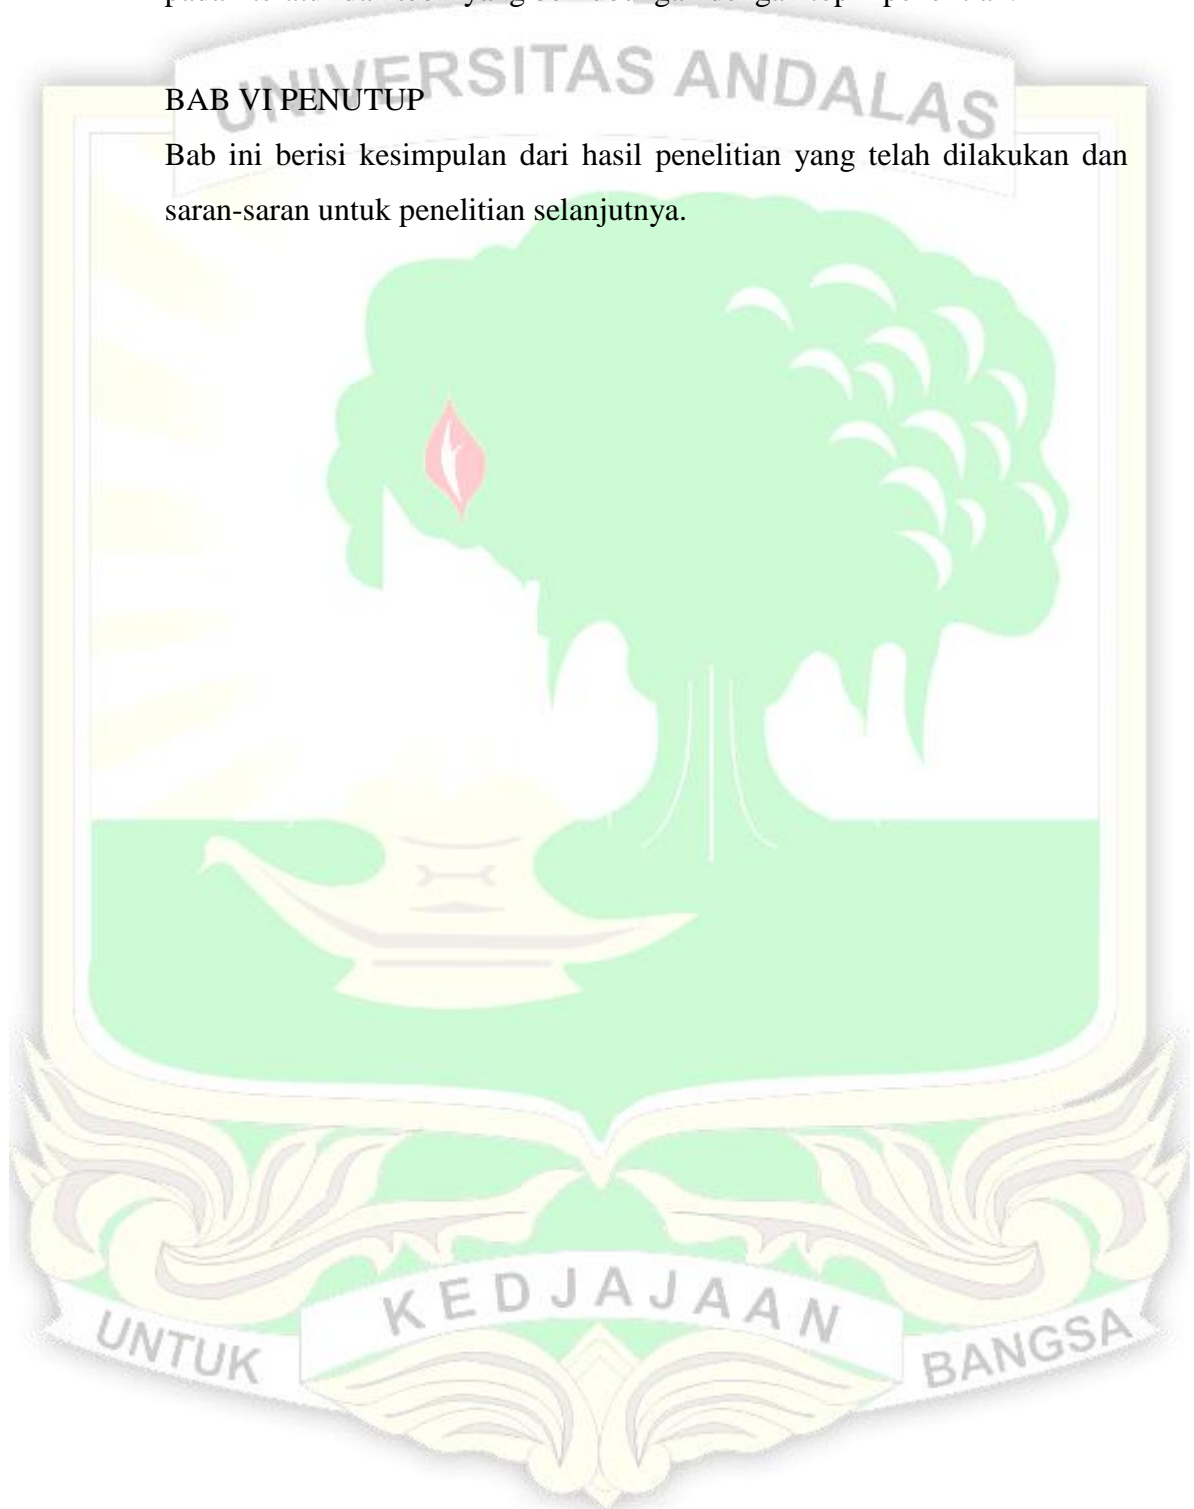 BAB VI PENUTUP
Bab ini berisi kesimpulan dari hasil penelitian yang telah dilakukan dan
saran-saran untuk penelitian selanjutnya.
UNIVERSITAS ANDALAS
UNTUK KEDJAJAAN BANGSA